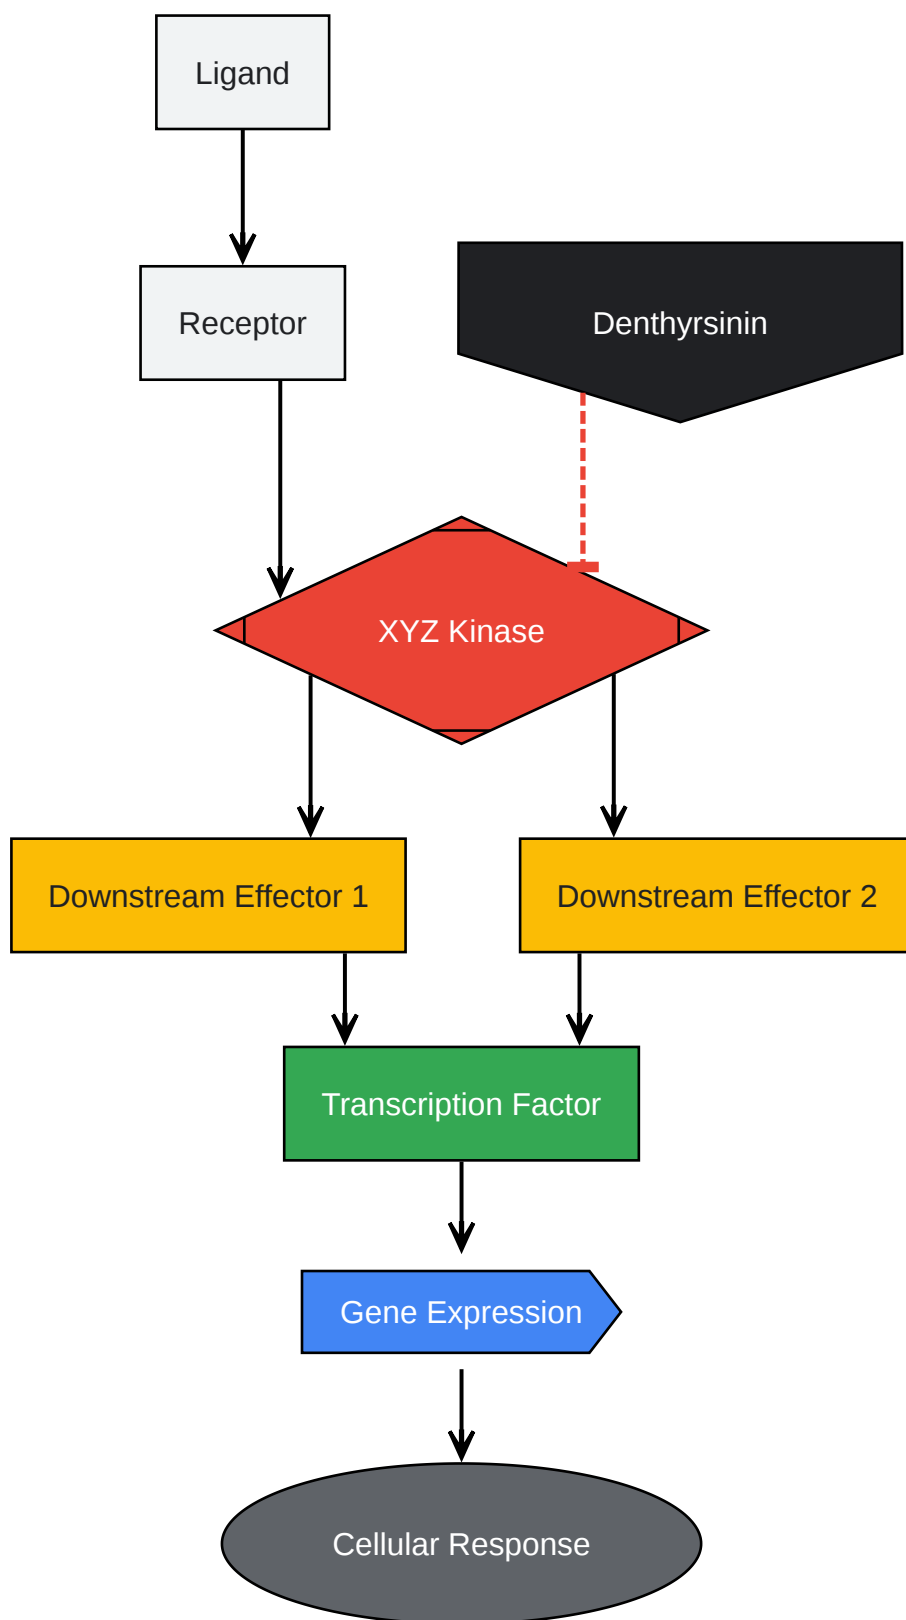 Ligand
Receptor
Denthyrsinin
XYZ Kinase
Downstream Effector 1
Downstream Effector 2
Transcription Factor
Gene Expression
Cellular Response